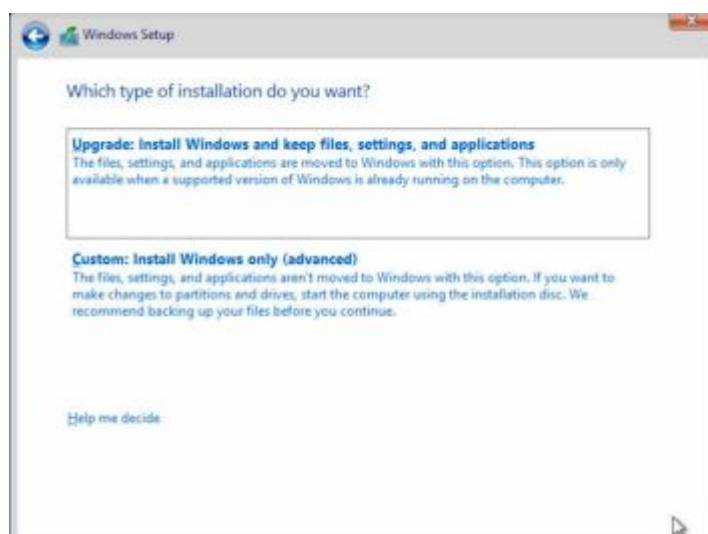 Windows Setup
Which type of installation do you want?
Upgrade: Install Windows and keep files, settings, and applications
The files, settings, and applications are moved to Windows with this option. This option is only
available when a supported version of Windows is already running on the computer.
Custom: Install Windows only (advanced)
The files, settings, and applications aren't moved to Windows with this option. If you want to
make changes to partitions and drives, start the computer using the installation disc. We
recommend backing up your files before you continue.
Help me decide